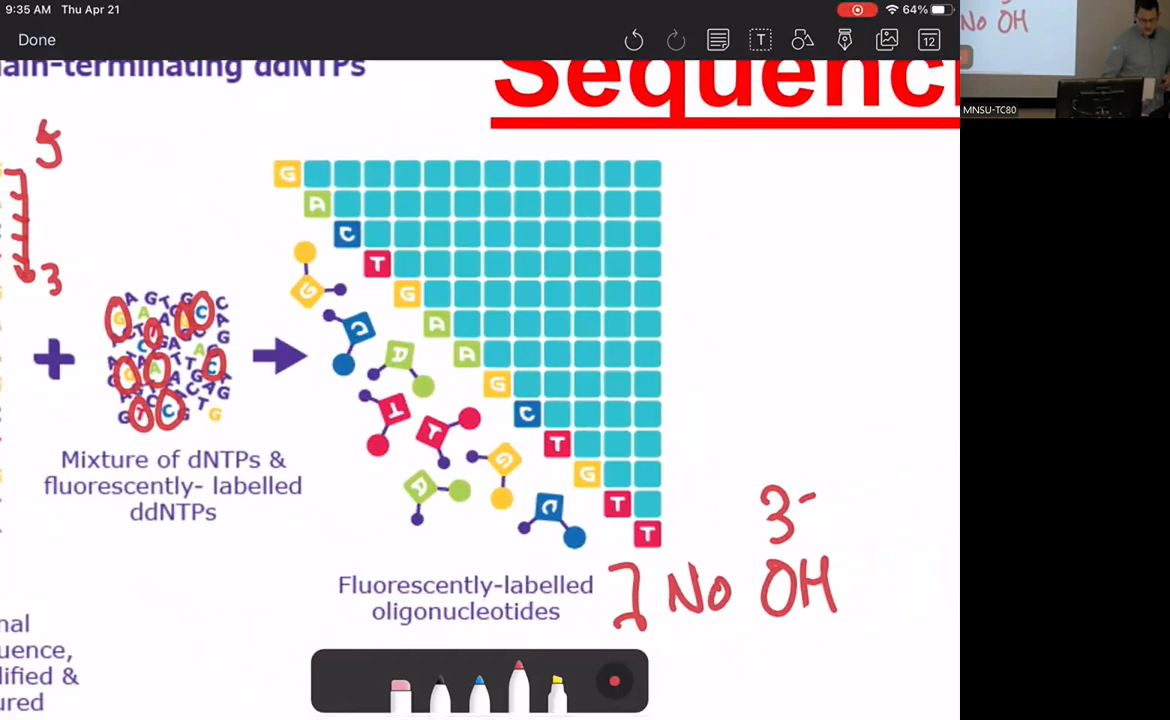 9:35 AM Thu Apr 21
64%
Done
T
12
No OH
MNSU-TC80
ain-terminating ddNTPs
Sequenc
5
3
G
A
C
T
G
A
A
G
C
T
G
T
T
+
Mixture of dNTPs &
fluorescently- labelled
ddNTPs
Fluorescently-labelled
oligonucleotides
] No OH
3-
nal
uence,
lified &
ured